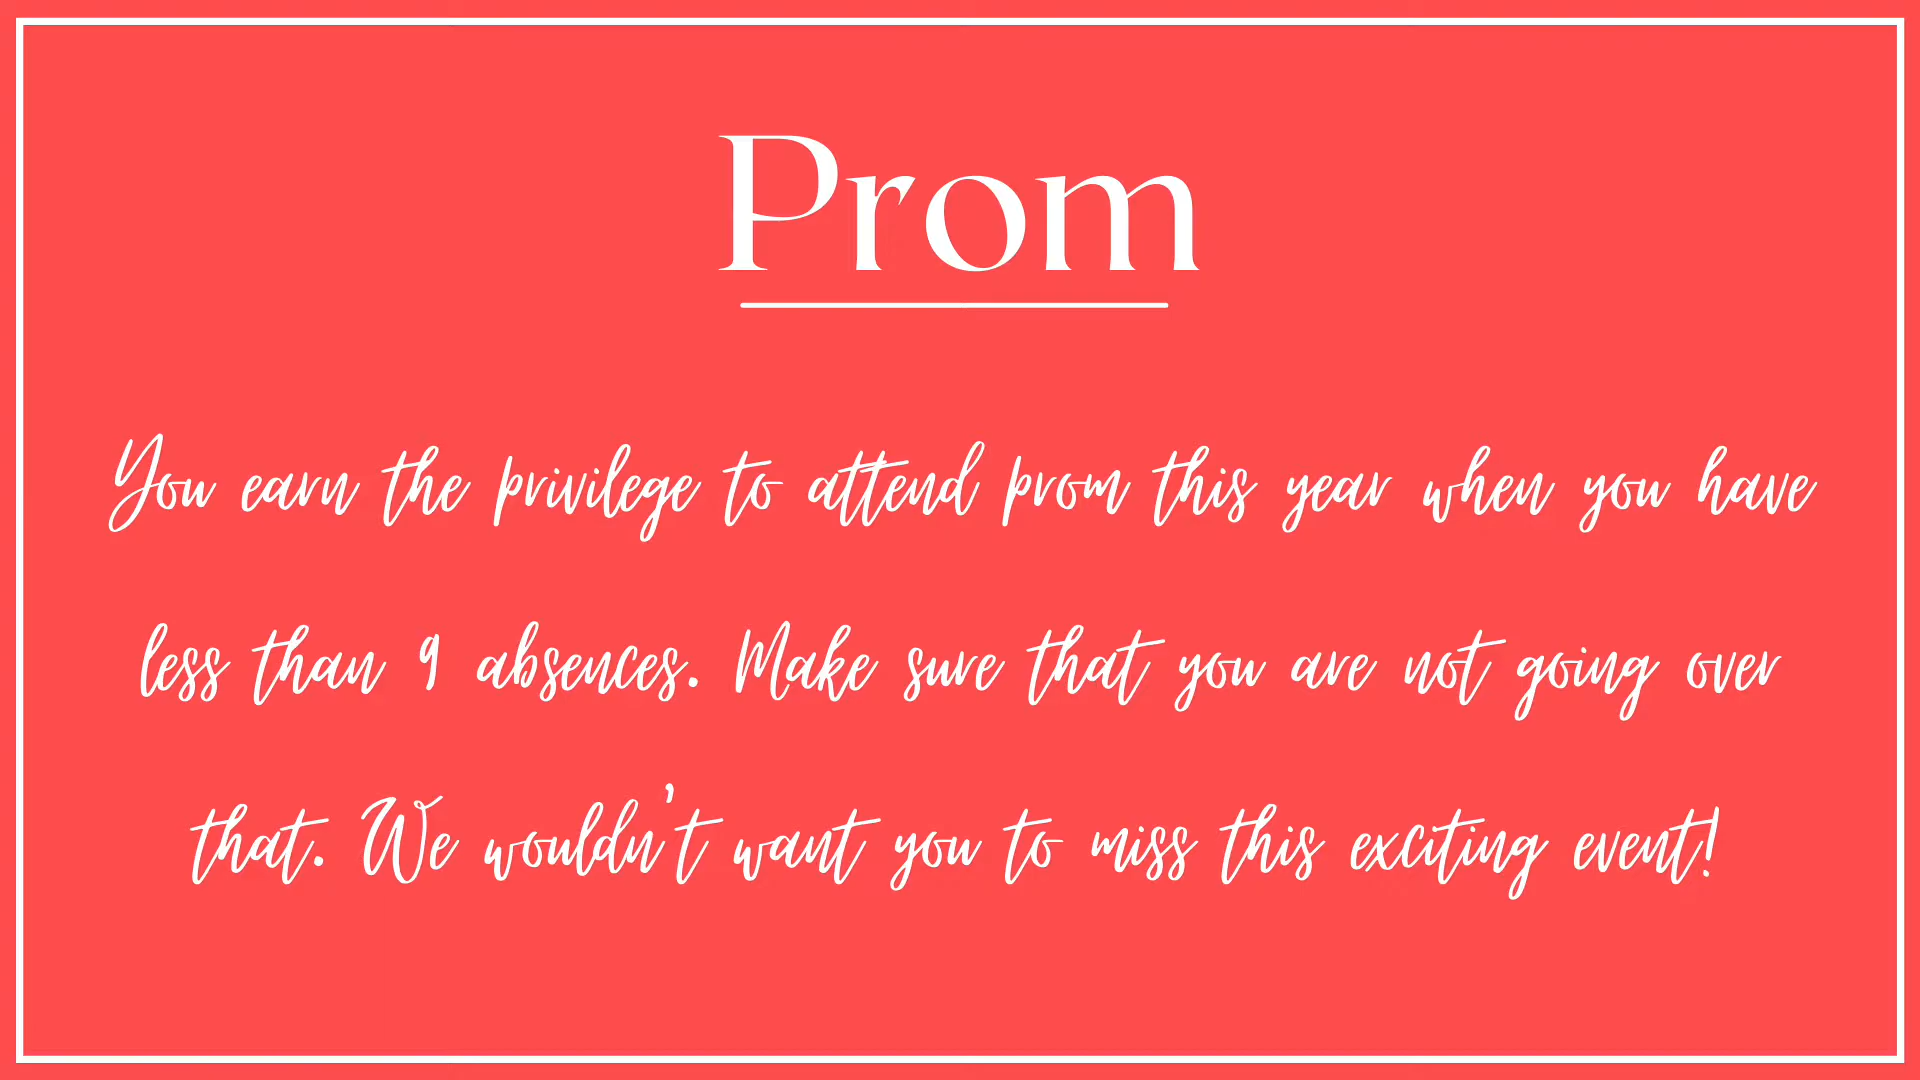 Prom
You earn the privilege to attend prom this year when you have
less than 9 absences. Make sure that you are not going over
that. We wouldn't want you to miss this exciting event!